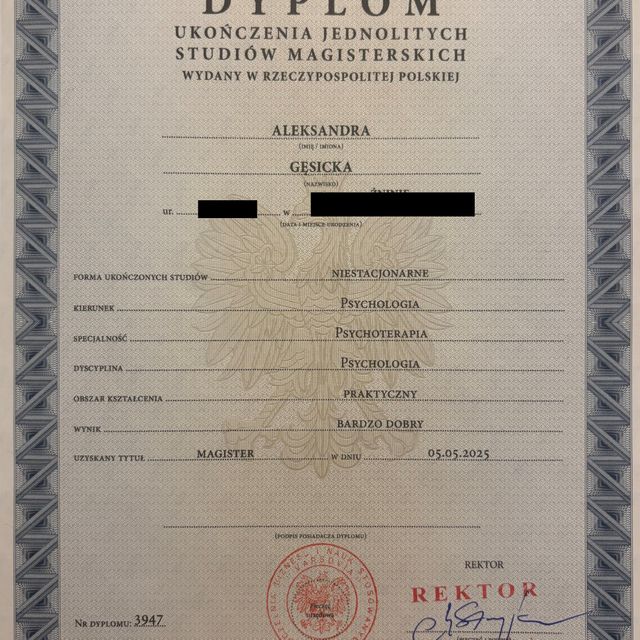 DYPLOM
UKOŃCZENIA JEDNOLITYCH
STUDIÓW MAGISTERSKICH
WYDANY W RZECZYPOSPOLITEJ POLSKIEJ
ALEKSANDRA
(IMIĘ / IMIONA)
GĘSICKA
(NAZWISKO)
ur. w
(DATA I MIEJSCE URODZENIA)
FORMA UKOŃCZONYCH STUDIÓW NIESTACJONARNE
KIERUNEK PSYCHOLOGIA
SPECJALNOŚĆ PSYCHOTERAPIA
DYSCYPLINA PSYCHOLOGIA
OBSZAR KSZTAŁCENIA PRAKTYCZNY
WYNIK BARDZO DOBRY
UZYSKANY TYTUŁ MAGISTER W DNIU 05.05.2025
(PODPIS POSIADACZA DYPLOMU)
REKTOR
REKTOR
NR DYPLOMU: 3947